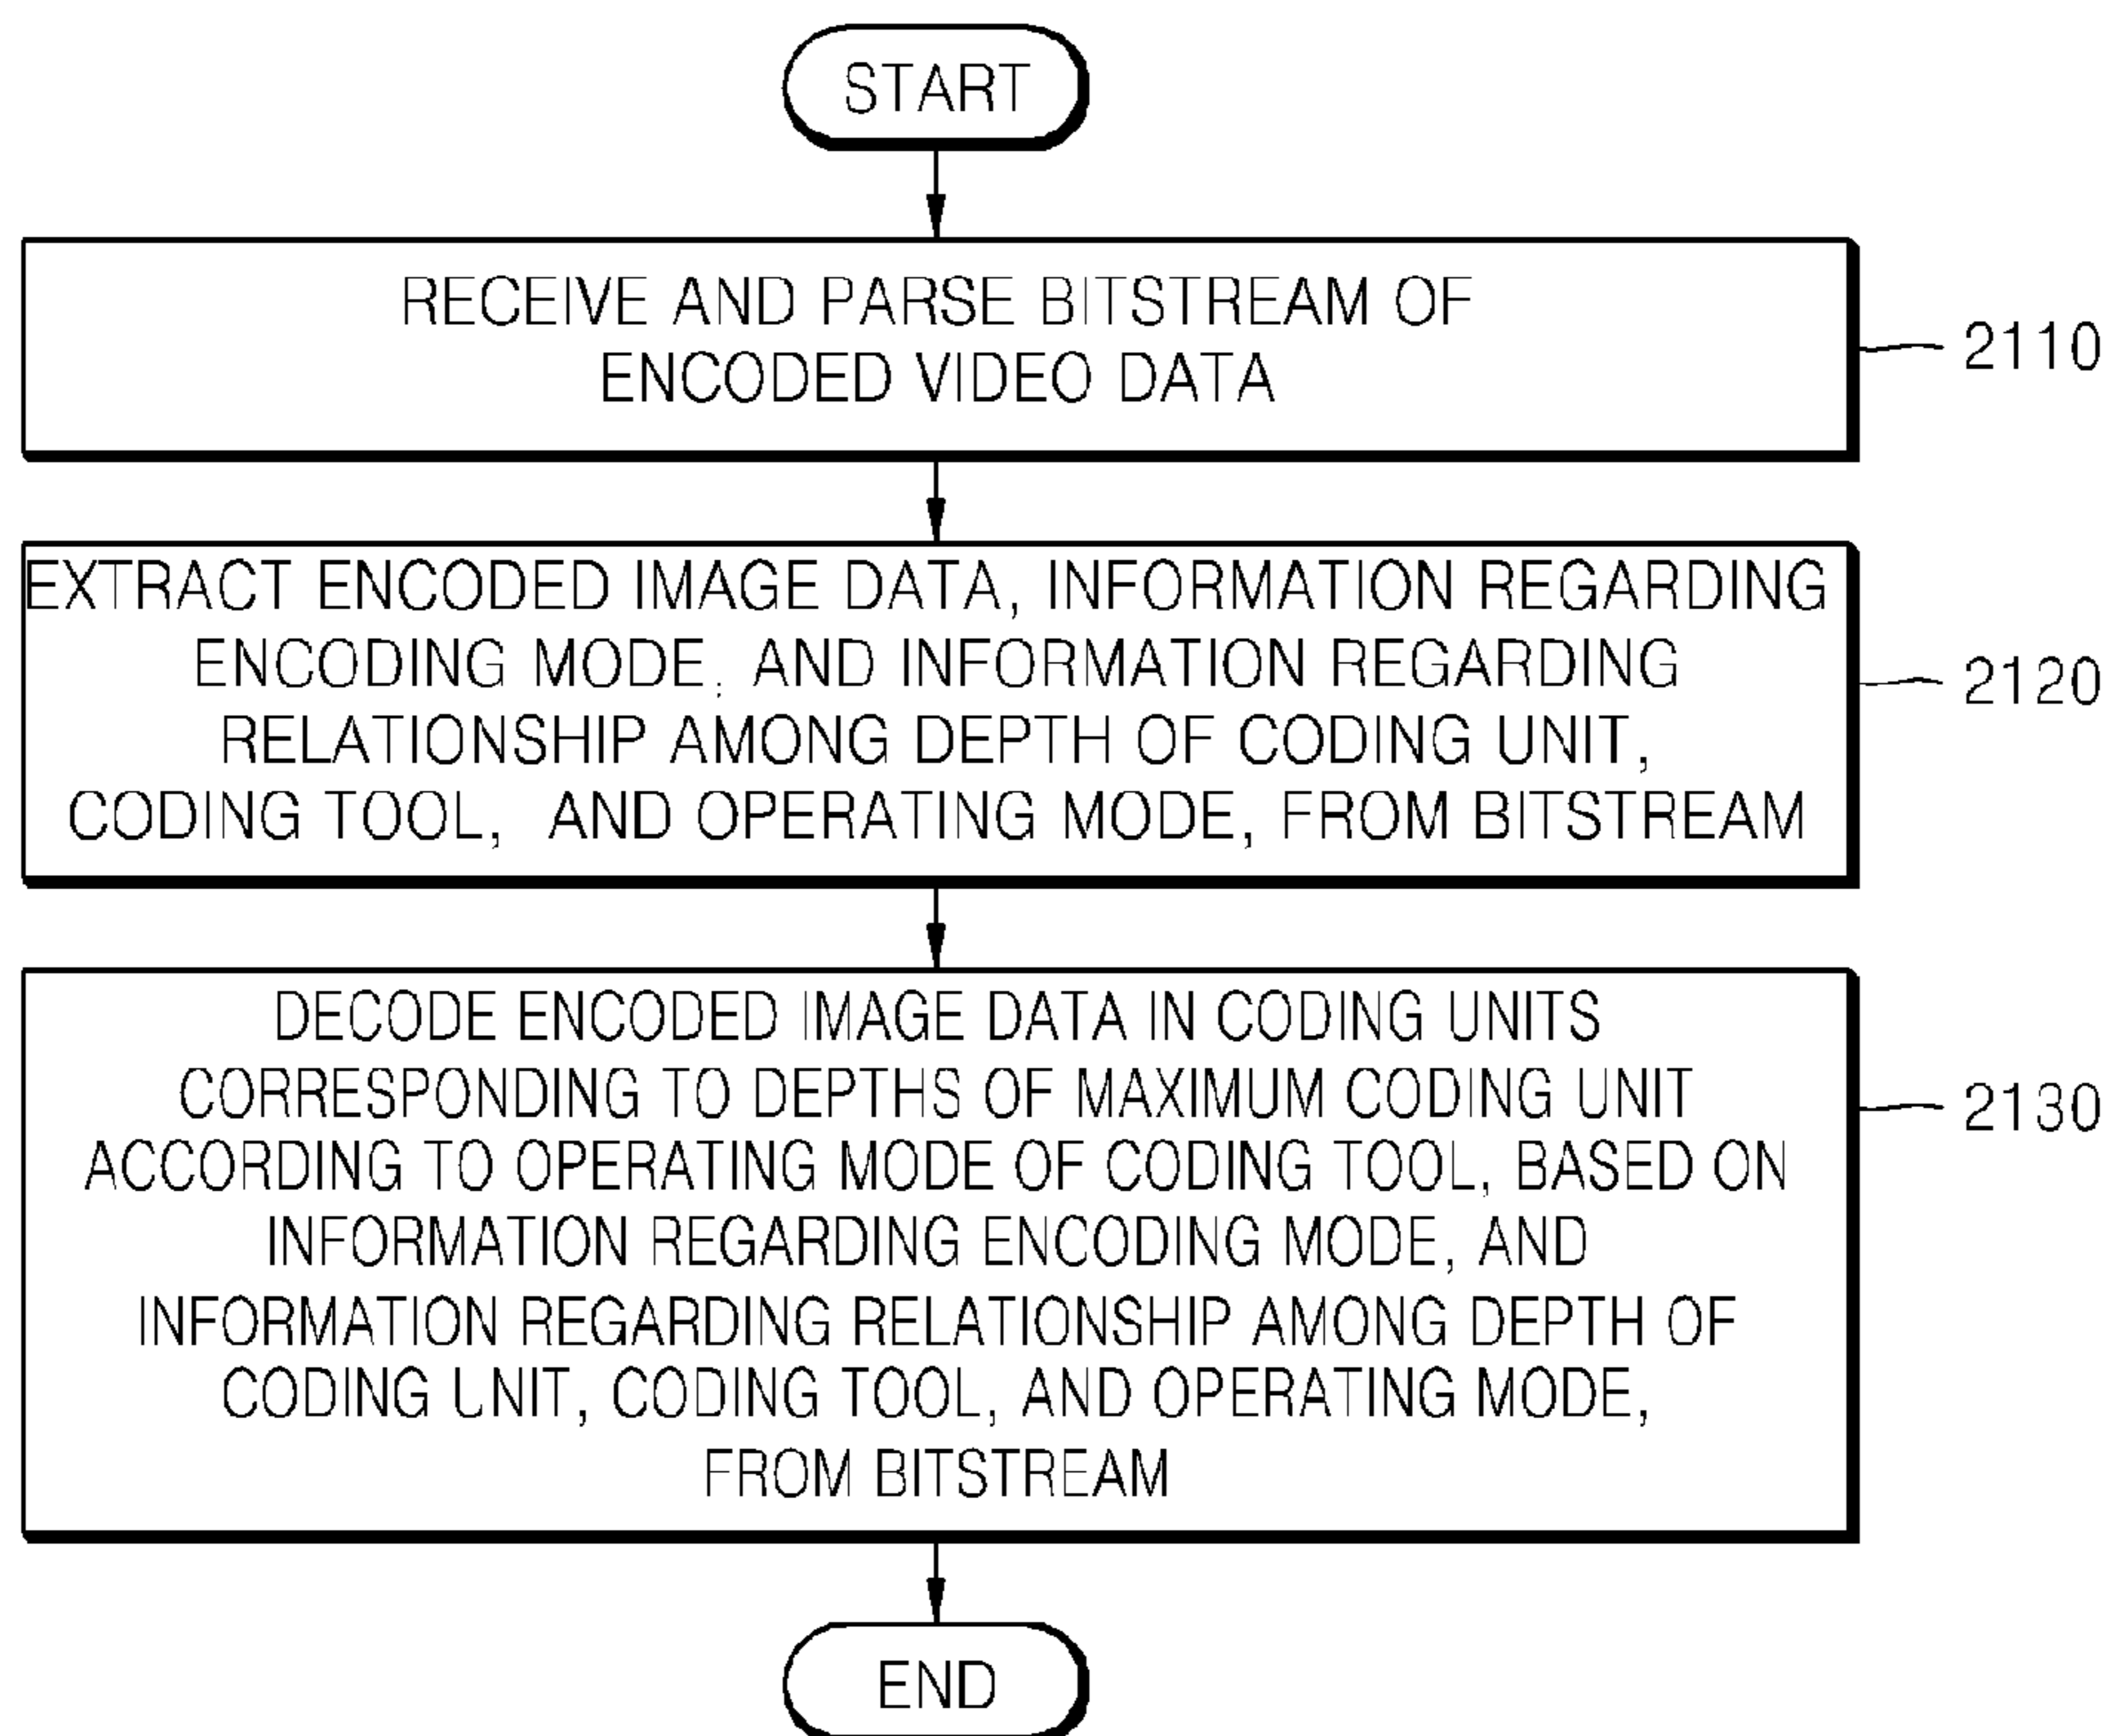 START
RECEIVE AND PARSE BITSTREAM OF
ENCODED VIDEO DATA
2110
EXTRACT ENCODED IMAGE DATA, INFORMATION REGARDING
ENCODING MODE, AND INFORMATION REGARDING
RELATIONSHIP AMONG DEPTH OF CODING UNIT,
CODING TOOL, AND OPERATING MODE, FROM BITSTREAM
2120
DECODE ENCODED IMAGE DATA IN CODING UNITS
CORRESPONDING TO DEPTHS OF MAXIMUM CODING UNIT
ACCORDING TO OPERATING MODE OF CODING TOOL, BASED ON
INFORMATION REGARDING ENCODING MODE, AND
INFORMATION REGARDING RELATIONSHIP AMONG DEPTH OF
CODING UNIT, CODING TOOL, AND OPERATING MODE,
FROM BITSTREAM
2130
END